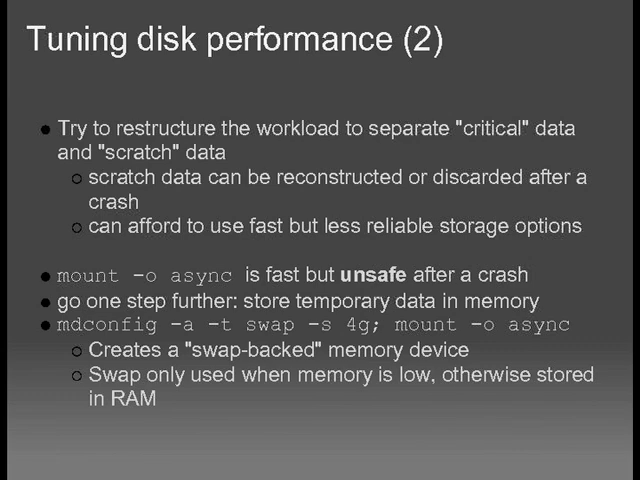 Tuning disk performance (2)
Try to restructure the workload to separate "critical" data
and "scratch" data
scratch data can be reconstructed or discarded after a
crash
can afford to use fast but less reliable storage options
mount -o async is fast but unsafe after a crash
go one step further: store temporary data in memory
mdconfig -a -t swap -s 4g; mount -o async
Creates a "swap-backed" memory device
Swap only used when memory is low, otherwise stored
in RAM